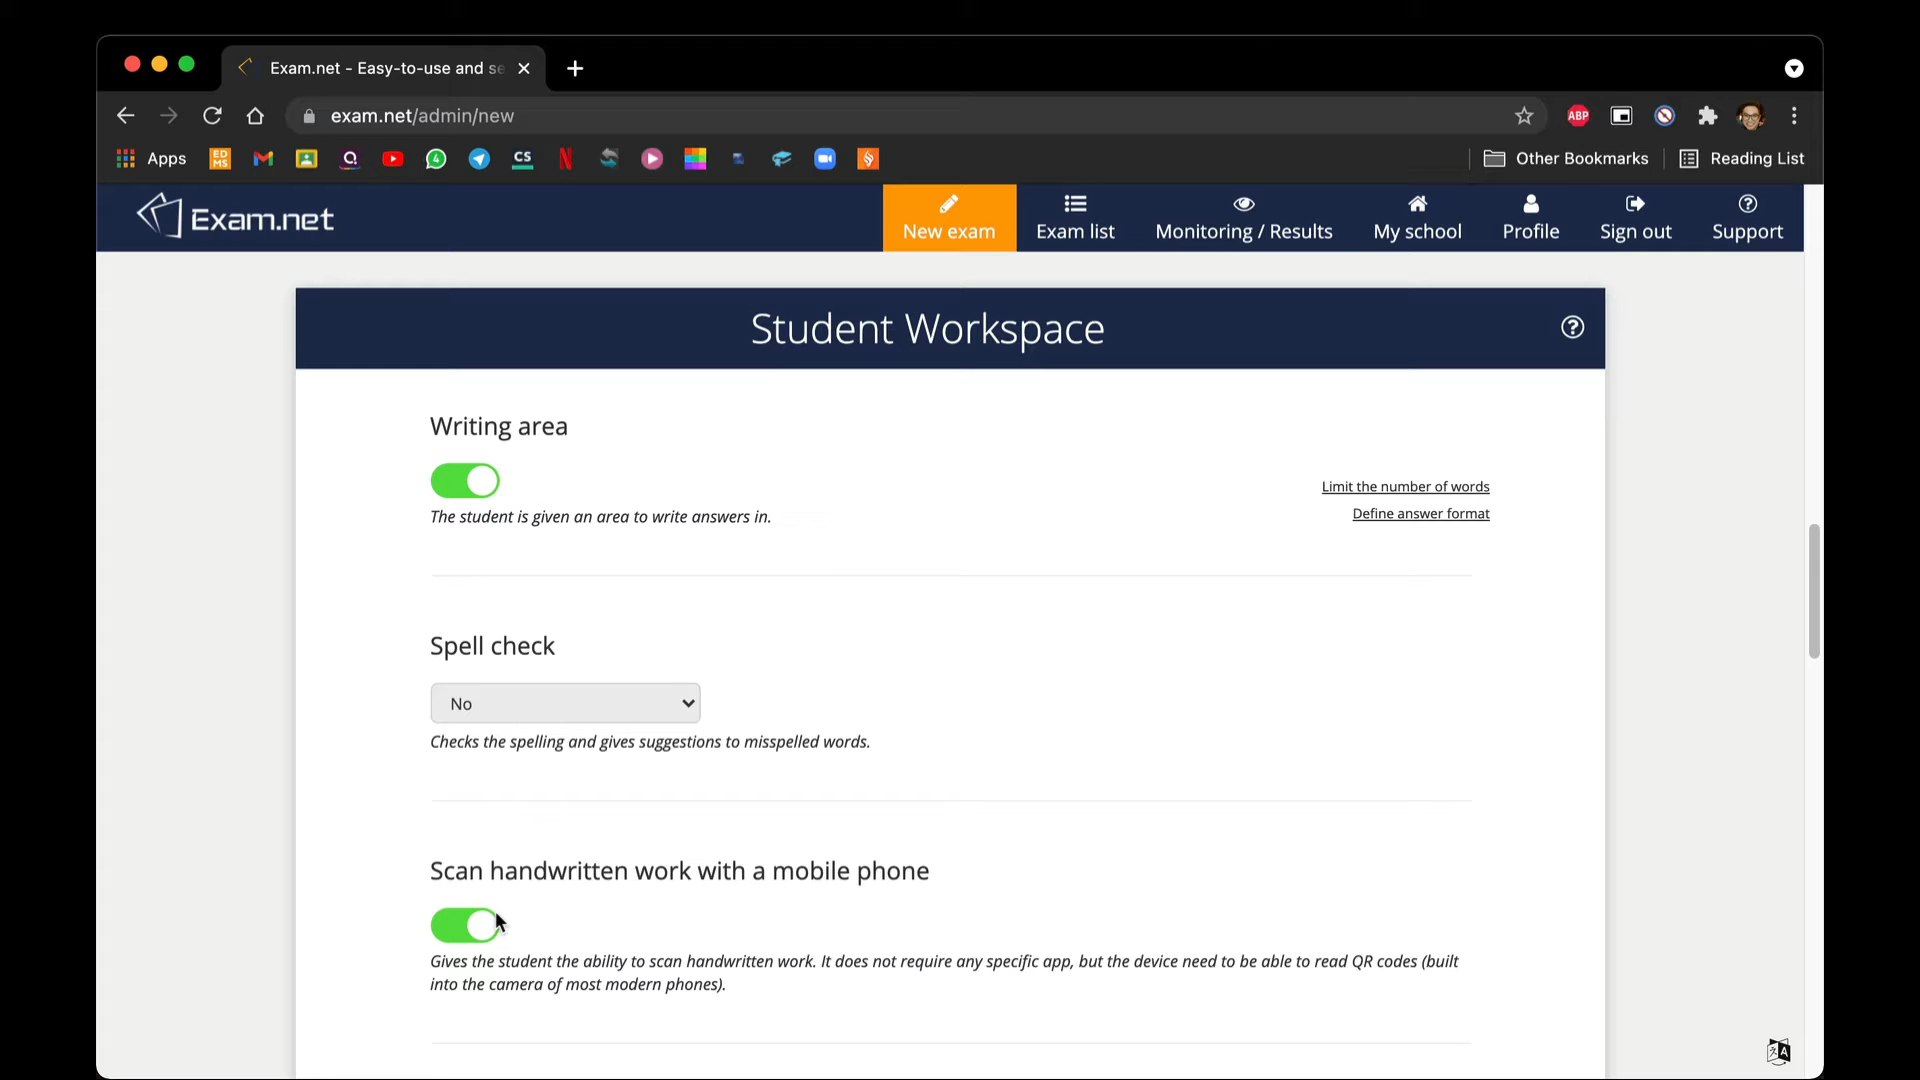 Exam.net - Easy-to-use and se
exam.net/admin/new
ABP
Apps
ED
MS
4
CS
N
Other Bookmarks
Reading List
Exam.net
New exam
Exam list
Monitoring / Results
My school
Profile
Sign out
Support
Student Workspace
Writing area
Limit the number of words
The student is given an area to write answers in.
Define answer format
Spell check
No
Checks the spelling and gives suggestions to misspelled words.
Scan handwritten work with a mobile phone
Gives the student the ability to scan handwritten work. It does not require any specific app, but the device need to be able to read QR codes (built
into the camera of most modern phones).